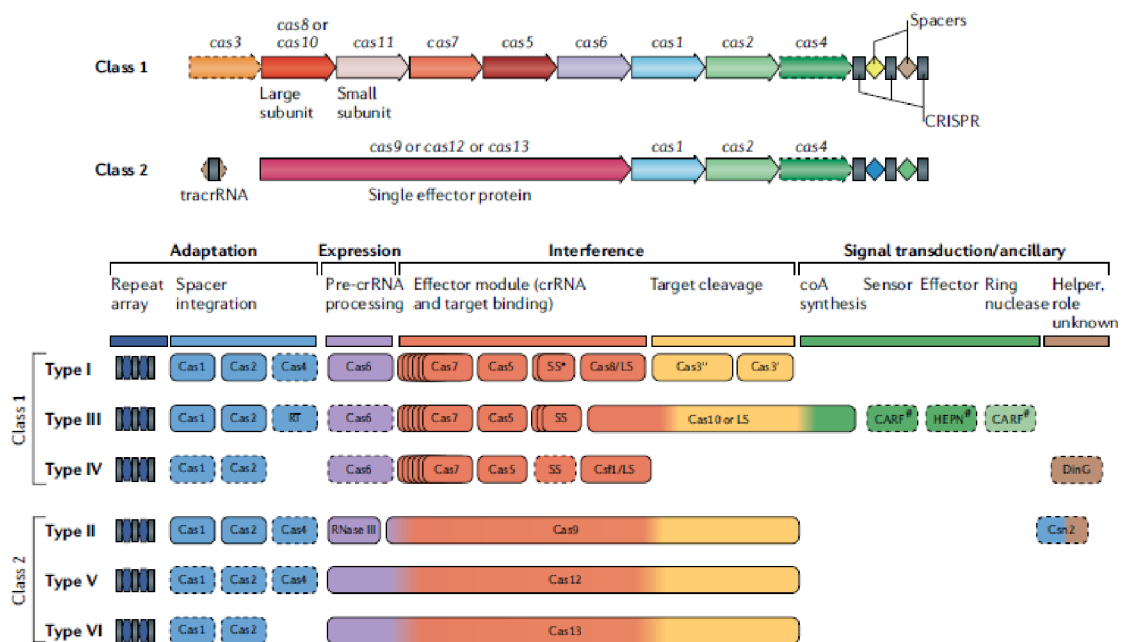 cas8 or
cas3 cas10 cas11 cas7 cas5 cas6 cas1 cas2 cas4 Spacers
Class 1
Large subunit
Small subunit
CRISPR
cas9 or cas12 or cas13 cas1 cas2 cas4
Class 2
tracrRNA
Single effector protein
Adaptation Expression Interference Signal transduction/ancillary
Repeat array
Spacer integration
Pre-crRNA processing
Effector module (crRNA and target binding)
Target cleavage
coA synthesis
Sensor
Effector
Ring nuclease
Helper, role unknown
Class 1
Type I Cas1 Cas2 Cas4 Cas6 Cas7 Cas5 SS* Cas8/LS Cas3'' Cas3'
Type III Cas1 Cas2 RT Cas6 Cas7 Cas5 SS Cas10 or LS CARF# HEPN# CARF#
Type IV Cas1 Cas2 Cas6 Cas7 Cas5 SS Csf1/LS DinG
Class 2
Type II Cas1 Cas2 Cas4 RNase III Cas9 Csn2
Type V Cas1 Cas2 Cas4 Cas12
Type VI Cas1 Cas2 Cas13